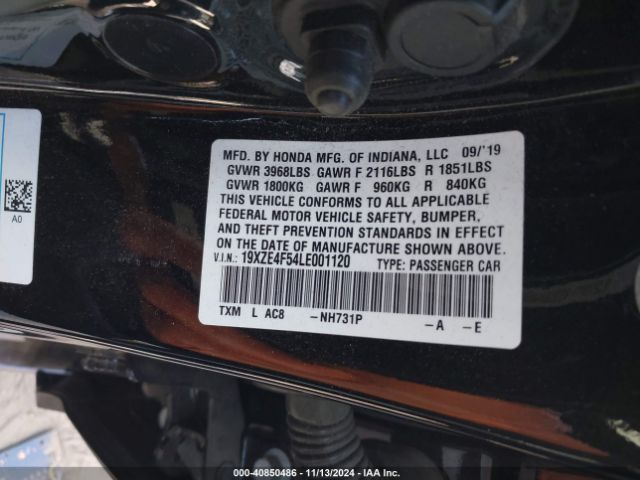 MFD. BY HONDA MFG. OF INDIANA, LLC 09/'19
GVWR 3968LBS GAWR F 2116LBS R 1851LBS
GVWR 1800KG GAWR F 960KG R 840KG
THIS VEHICLE CONFORMS TO ALL APPLICABLE
FEDERAL MOTOR VEHICLE SAFETY, BUMPER,
AND THEFT PREVENTION STANDARDS IN EFFECT
ON THE DATE OF MANUFACTURE SHOWN ABOVE.
V.I.N.: 19XZE4F54LE001120 TYPE: PASSENGER CAR
TXM L AC8 -NH731P -A -E
A0
000-40850486 - 11/13/2024 - IAA Inc.